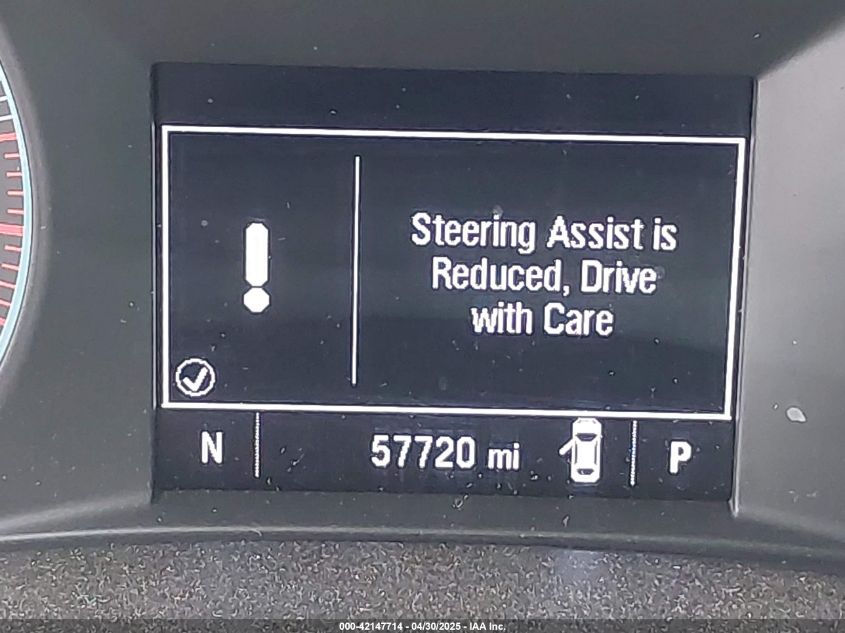 Steering Assist is
Reduced, Drive
with Care
N 57720 mi P
000-42147714 - 04/30/2025 - IAA Inc.